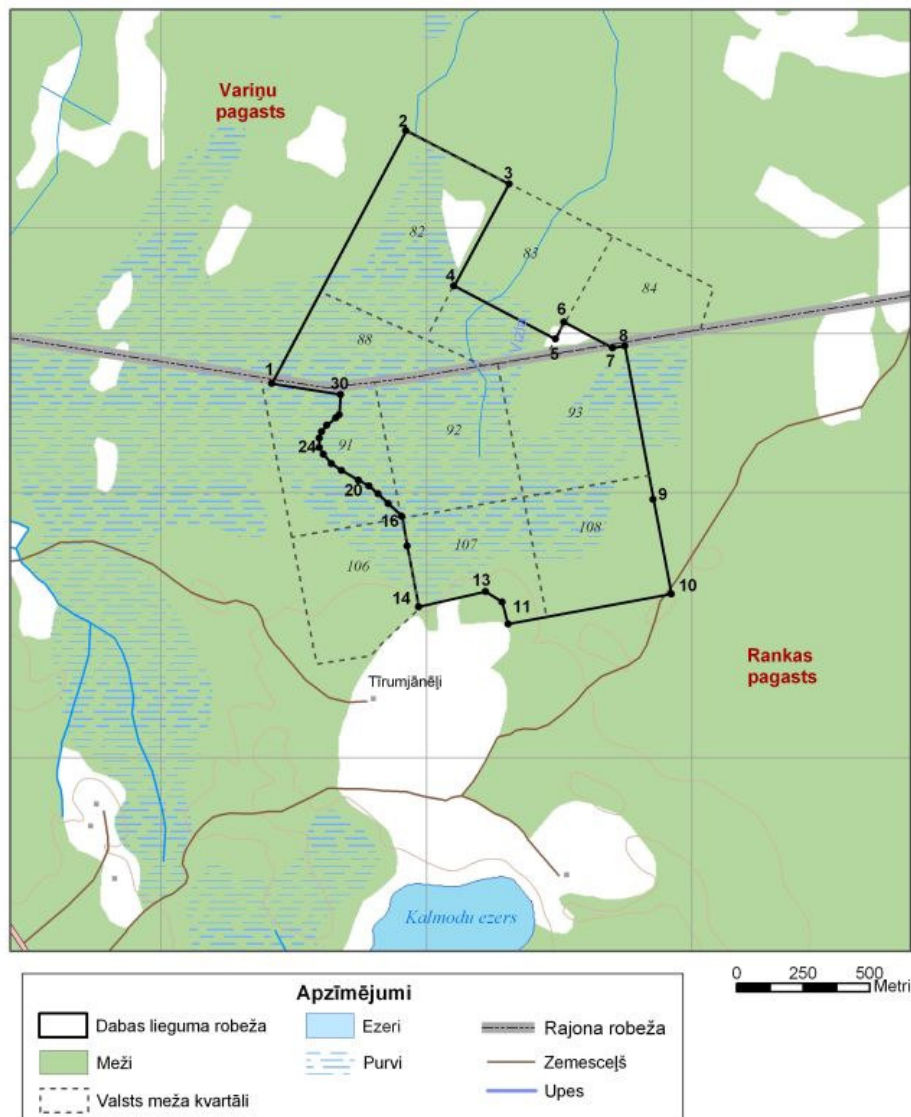 Variņu
pagasts
2
3
82
83
4
84
6
Vizla
5
7
8
88
1
30
93
92
91
24
20
9
16
108
107
106
13
10
14
11
Rankas
pagasts
Tīrumjānēļi
Kalmodu ezers
Apzīmējumi
Dabas lieguma robeža
Meži
Valsts meža kvartāli
Ezeri
Purvi
Rajona robeža
Zemesceļš
Upes
0 250 500
Metri